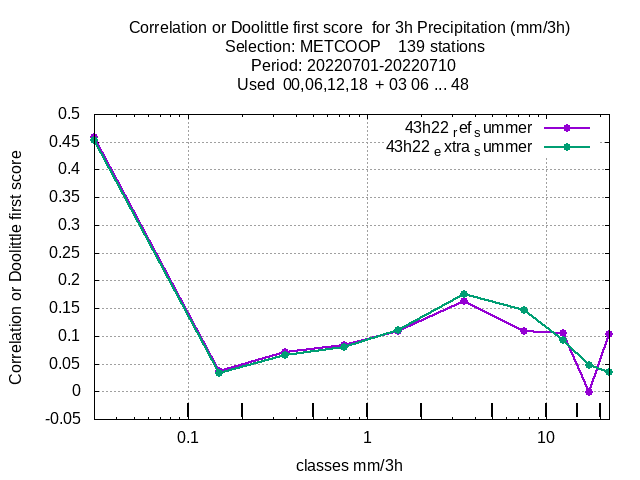 Correlation or Doolittle first score  for 3h Precipitation (mm/3h)
Selection: METCOOP    139 stations
Period: 20220701-20220710
Used  00,06,12,18  + 03 06 ... 48
43h22 ref summer
43h22 extra summer
Correlation or Doolittle first score
0.5
0.45
0.4
0.35
0.3
0.25
0.2
0.15
0.1
0.05
0
-0.05
0.1
1
10
classes mm/3h